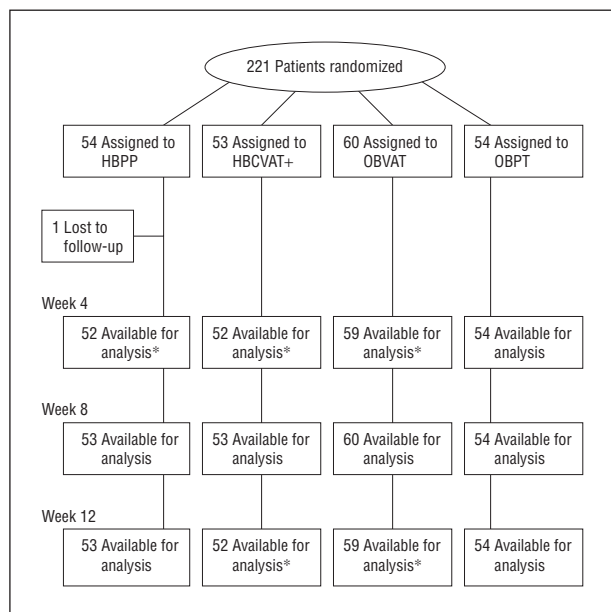 221 Patients randomized
54 Assigned to
HBPP
53 Assigned to
HBCVAT+
60 Assigned to
OBVAT
54 Assigned to
OBPT
1 Lost to
follow-up
Week 4
52 Available for
analysis*
52 Available for
analysis*
59 Available for
analysis*
54 Available for
analysis
Week 8
53 Available for
analysis
53 Available for
analysis
60 Available for
analysis
54 Available for
analysis
Week 12
53 Available for
analysis
52 Available for
analysis*
59 Available for
analysis*
54 Available for
analysis